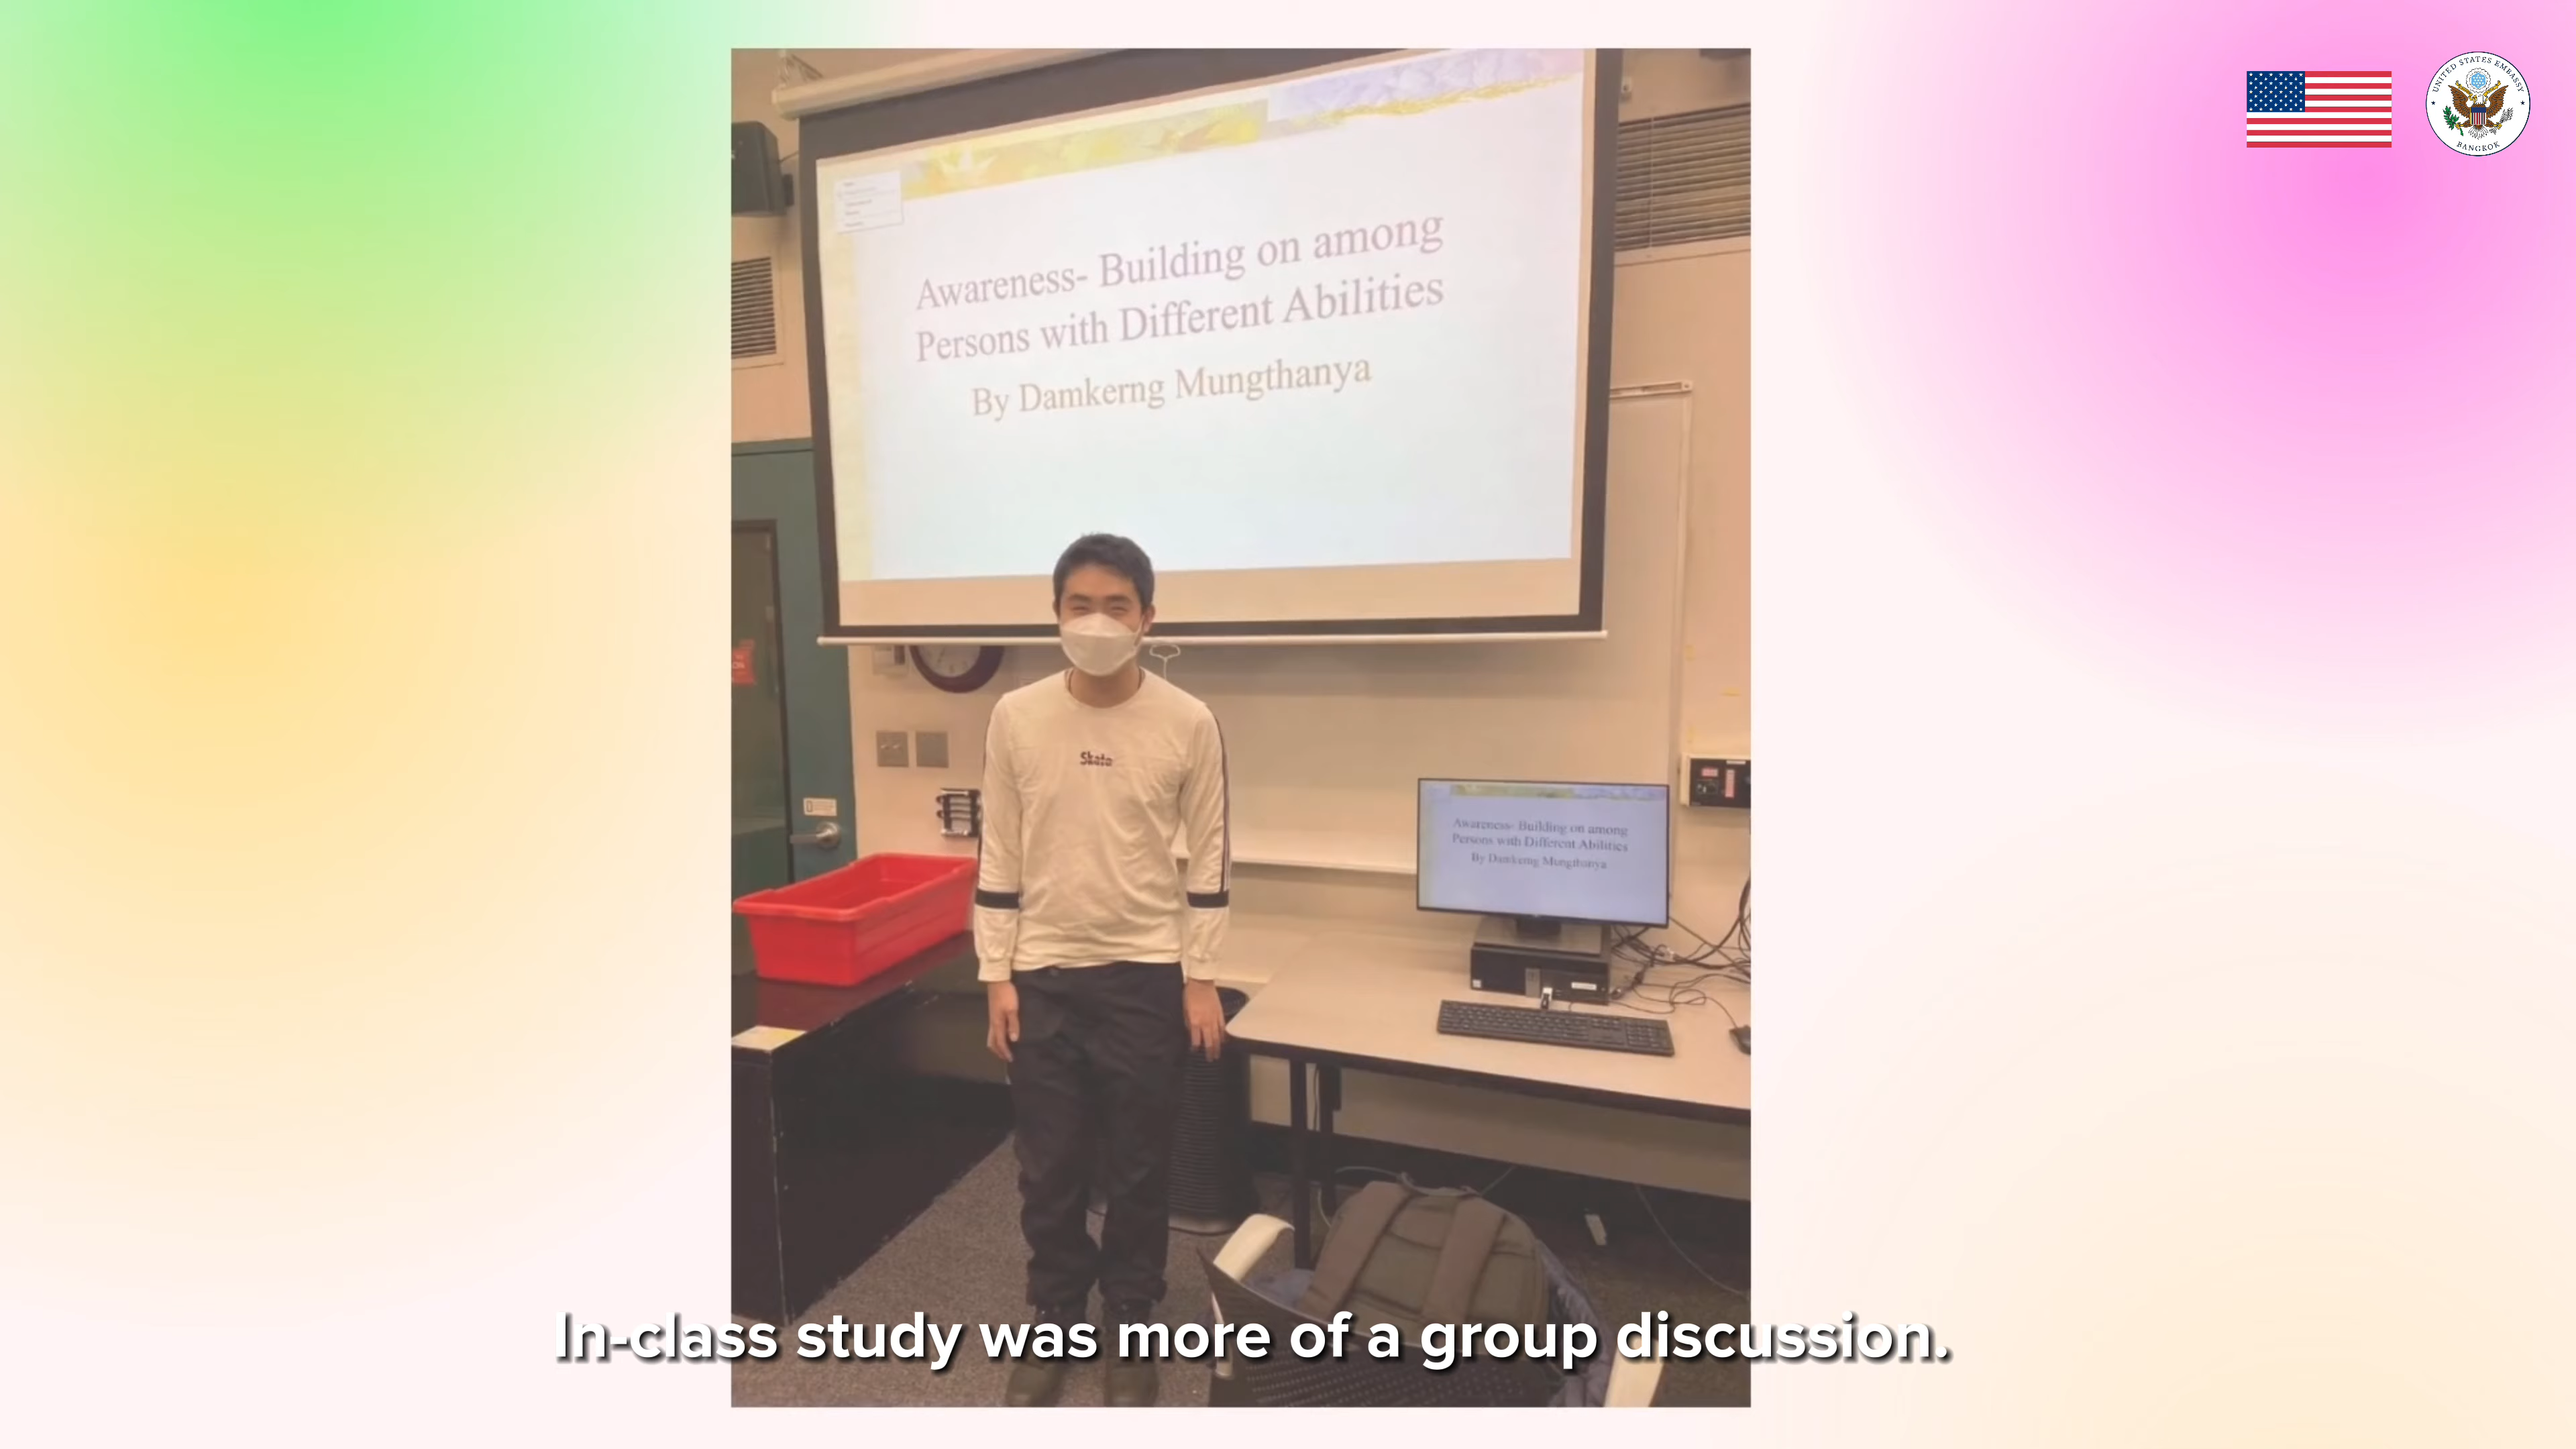 UNITED STATES EMBASSY
BANGKOK
Awareness- Building on among
Persons with Different Abilities
By Damkerng Mungthanya
Skate
Awareness- Building on among
Persons with Different Abilities
By Damkerng Mungthanya
In-class study was more of a group discussion.